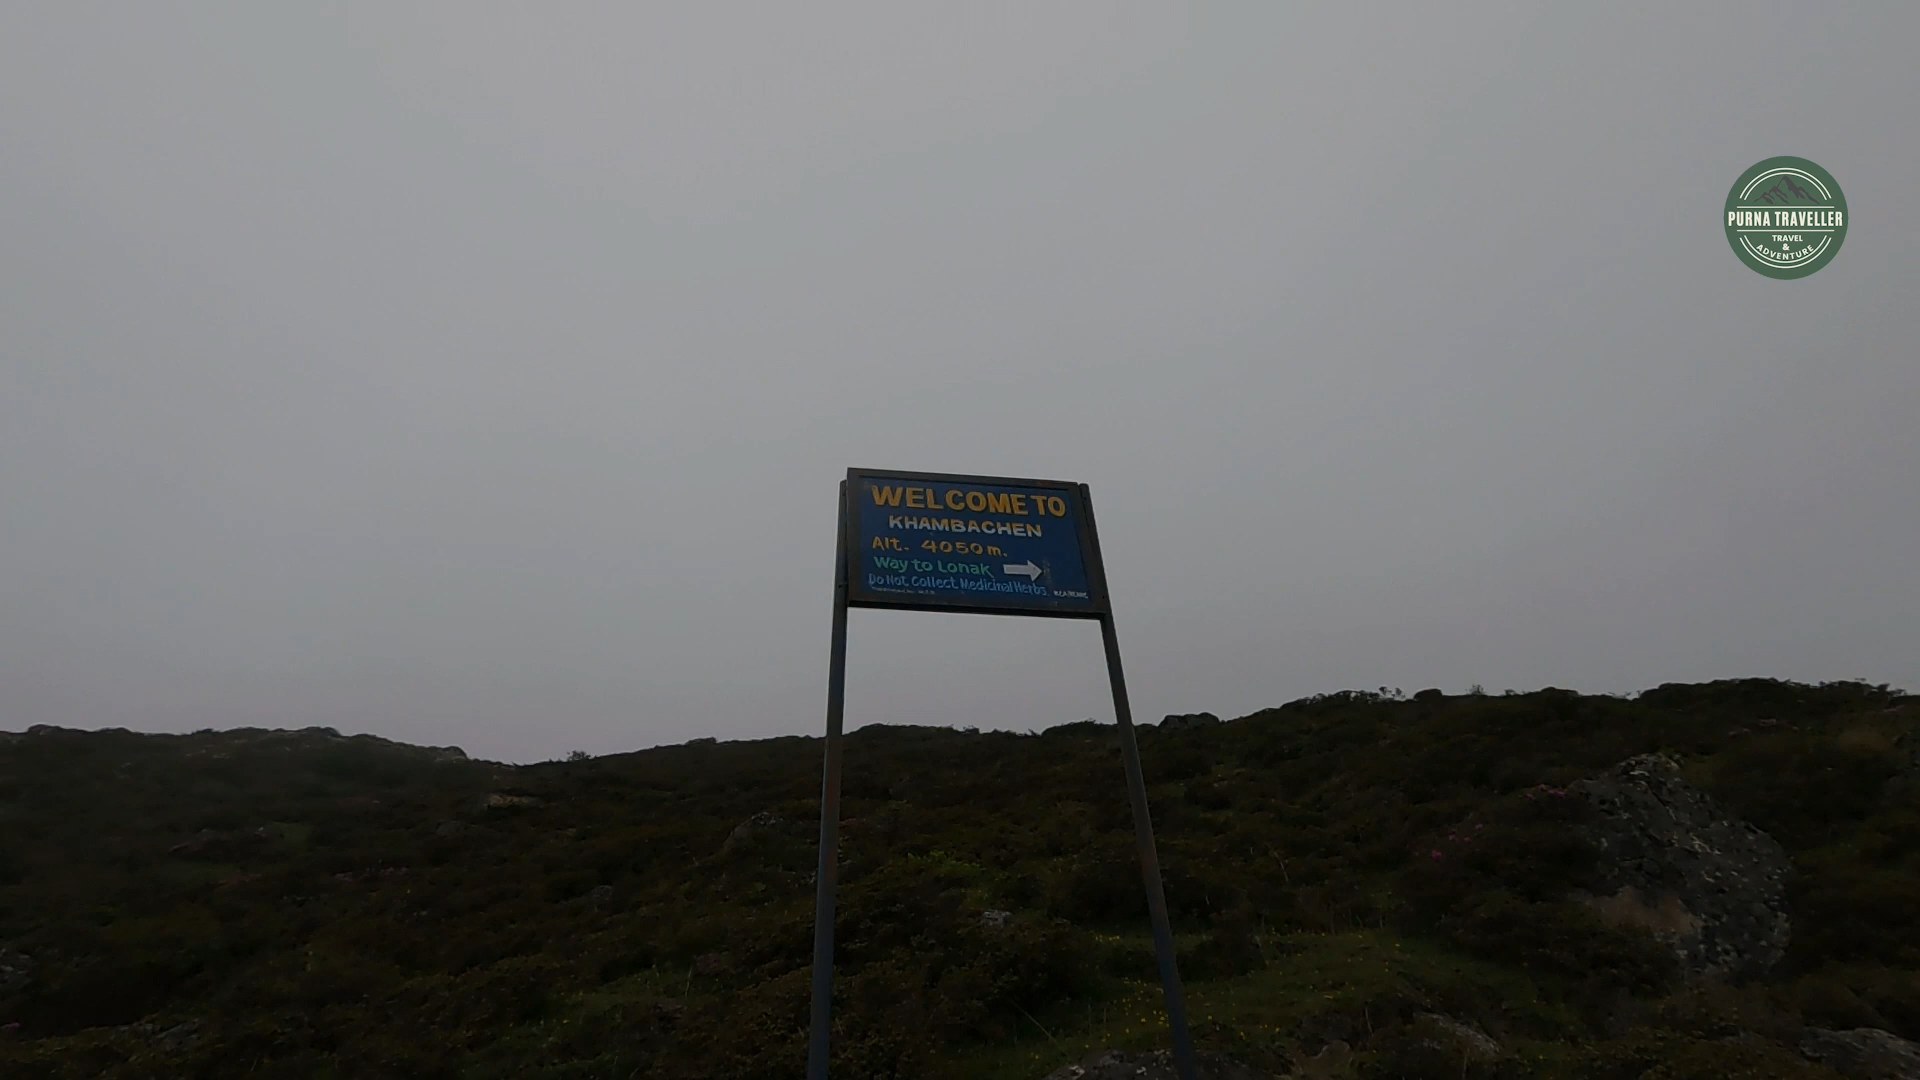 WELCOME TO
KHAMBACHEN
Alt. 4050m.
Way to Lonak
Do Not Collect Medicinal Herbs.
PURNA TRAVELLER
TRAVEL
&
ADVENTURE